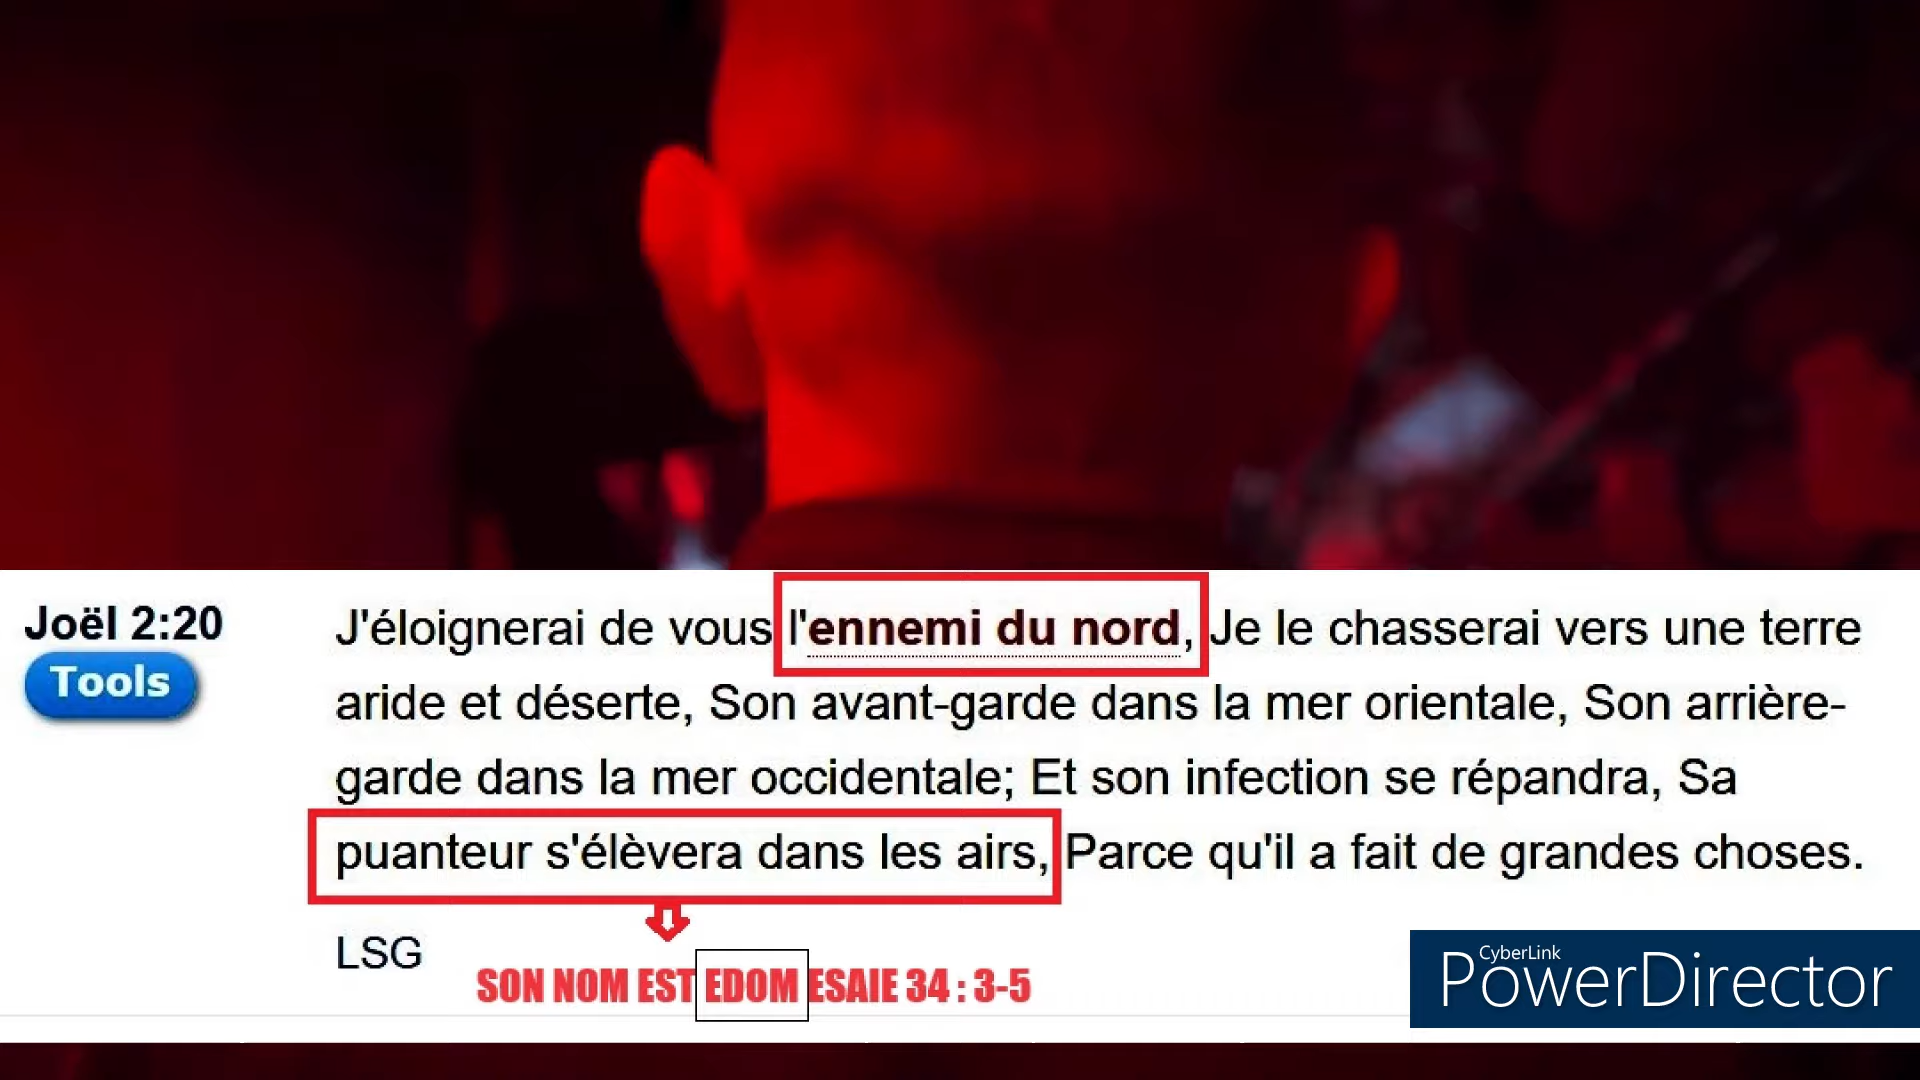 Joël 2:20
Tools
J'éloignerai de vous l'ennemi du nord, Je le chasserai vers une terre
aride et déserte, Son avant-garde dans la mer orientale, Son arrière-
garde dans la mer occidentale; Et son infection se répandra, Sa
puanteur s'élèvera dans les airs, Parce qu'il a fait de grandes choses.
LSG
SON NOM EST EDOM ESAIE 34 : 3-5
CyberLink
PowerDirector